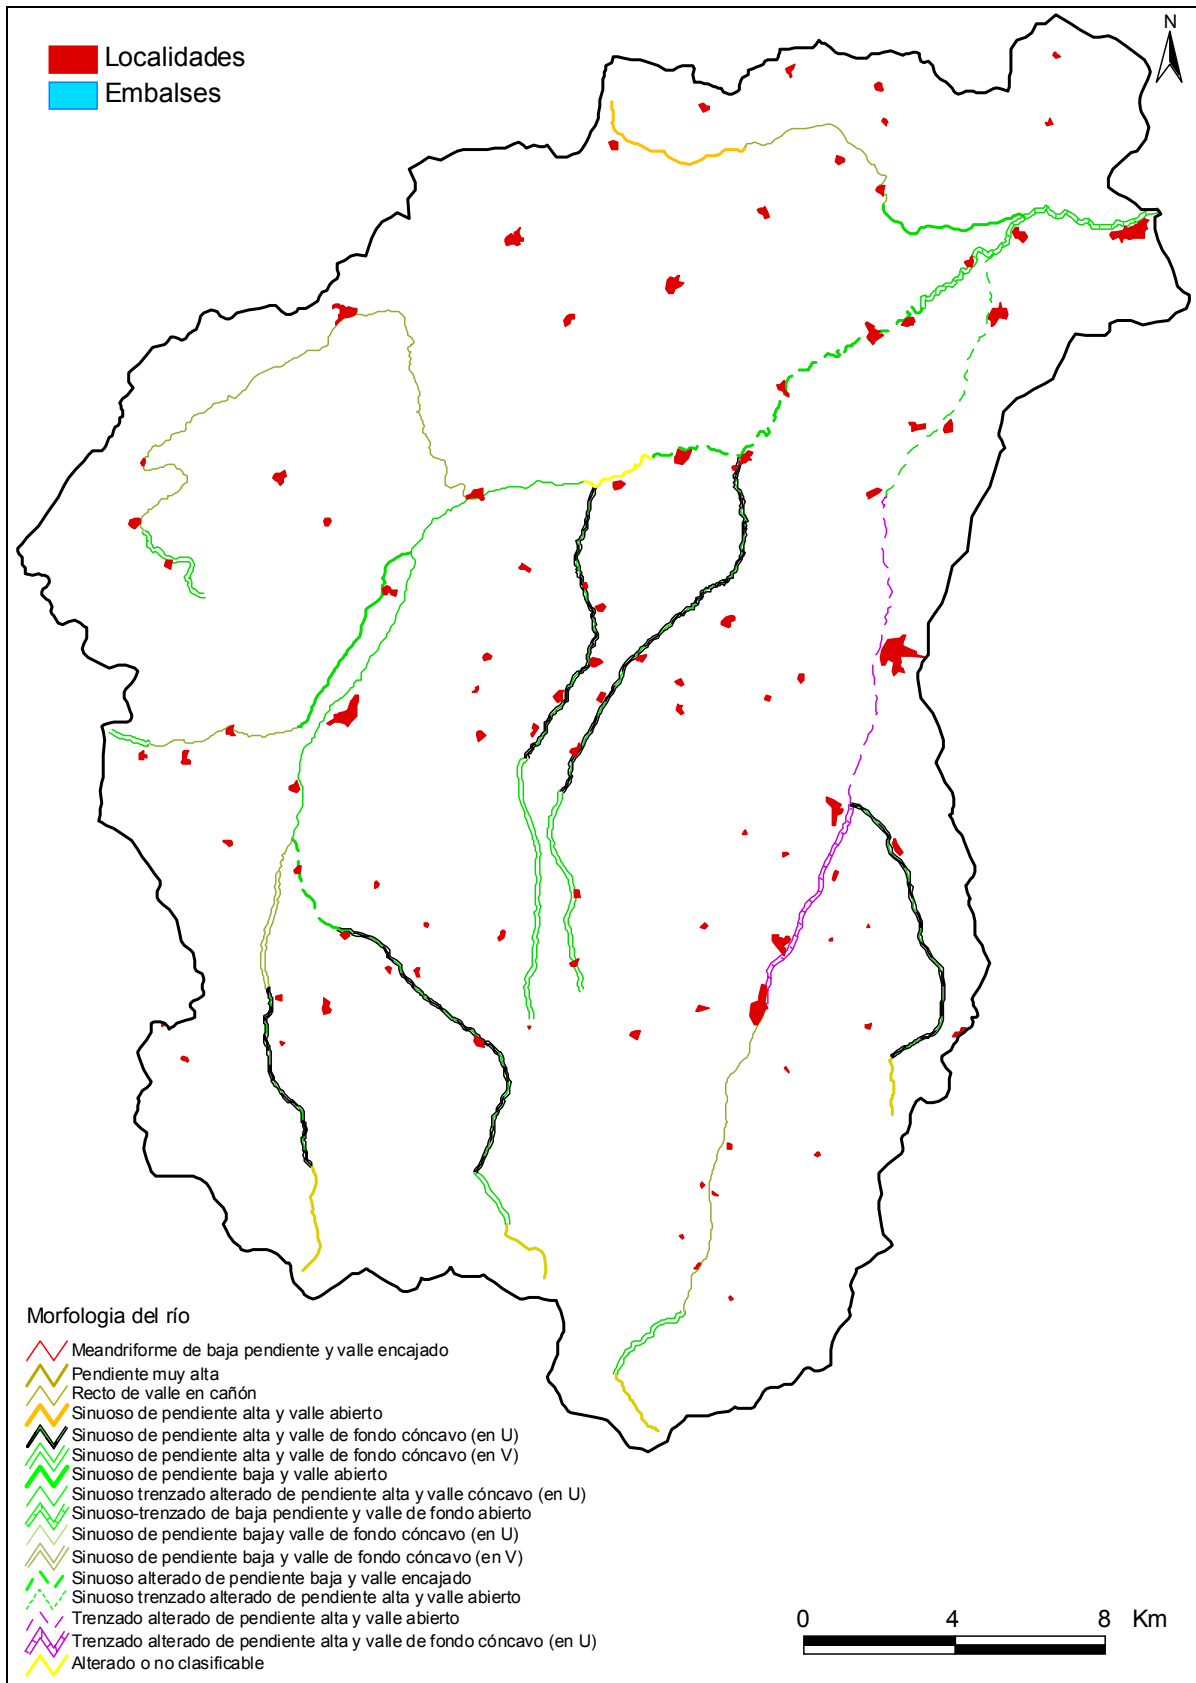 Localidades
Embalses
N
Morfologia del río
Meandriforme de baja pendiente y valle encajado
Pendiente muy alta
Recto de valle en cañón
Sinuoso de pendiente alta y valle abierto
Sinuoso de pendiente alta y valle de fondo cóncavo (en U)
Sinuoso de pendiente alta y valle de fondo cóncavo (en V)
Sinuoso de pendiente baja y valle abierto
Sinuoso trenzado alterado de pendiente alta y valle cóncavo (en U)
Sinuoso-trenzado de baja pendiente y valle de fondo abierto
Sinuoso de pendiente bajay valle de fondo cóncavo (en U)
Sinuoso de pendiente baja y valle de fondo cóncavo (en V)
Sinuoso alterado de pendiente baja y valle encajado
Sinuoso trenzado alterado de pendiente alta y valle abierto
Trenzado alterado de pendiente alta y valle abierto
Trenzado alterado de pendiente alta y valle de fondo cóncavo (en U)
Alterado o no clasificable
0 4 8 Km